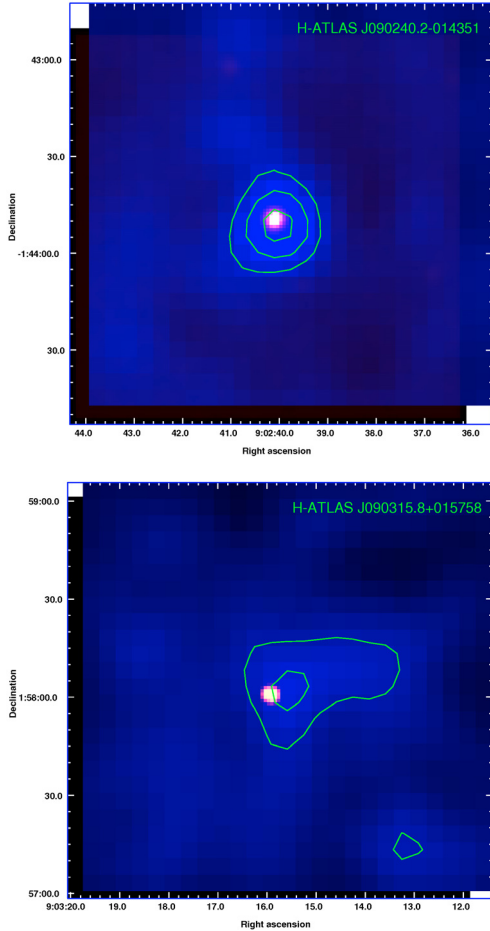 H-ATLAS J090240.2-014351
43:00.0
30.0
Declination
-1:44:00.0
30.0
44.0 43.0 42.0 41.0 9:02:40.0 39.0 38.0 37.0 36.0
Right ascension
H-ATLAS J090315.8+015758
59:00.0
30.0
Declination
1:58:00.0
30.0
57:00.0
9:03:20.0 19.0 18.0 17.0 16.0 15.0 14.0 13.0 12.0
Right ascension